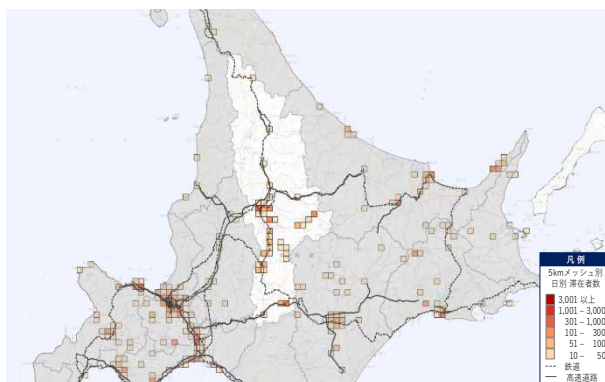 凡例
5kmメッシュ別
日別 滞在者数
3,001 以上
1,001 – 3,000
301 – 1,000
101 – 300
51 – 100
10 – 50
鉄道
高速道路